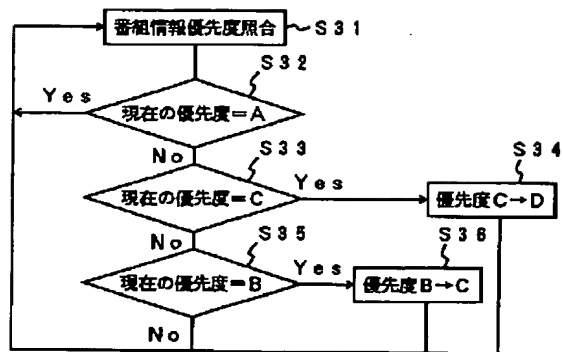 番組情報優先度照合 S31
S32
Yes
現在の優先度=A
No
S33
Yes
現在の優先度=C
S34
優先度C→D
No
S35
Yes
現在の優先度=B
S36
優先度B→C
No